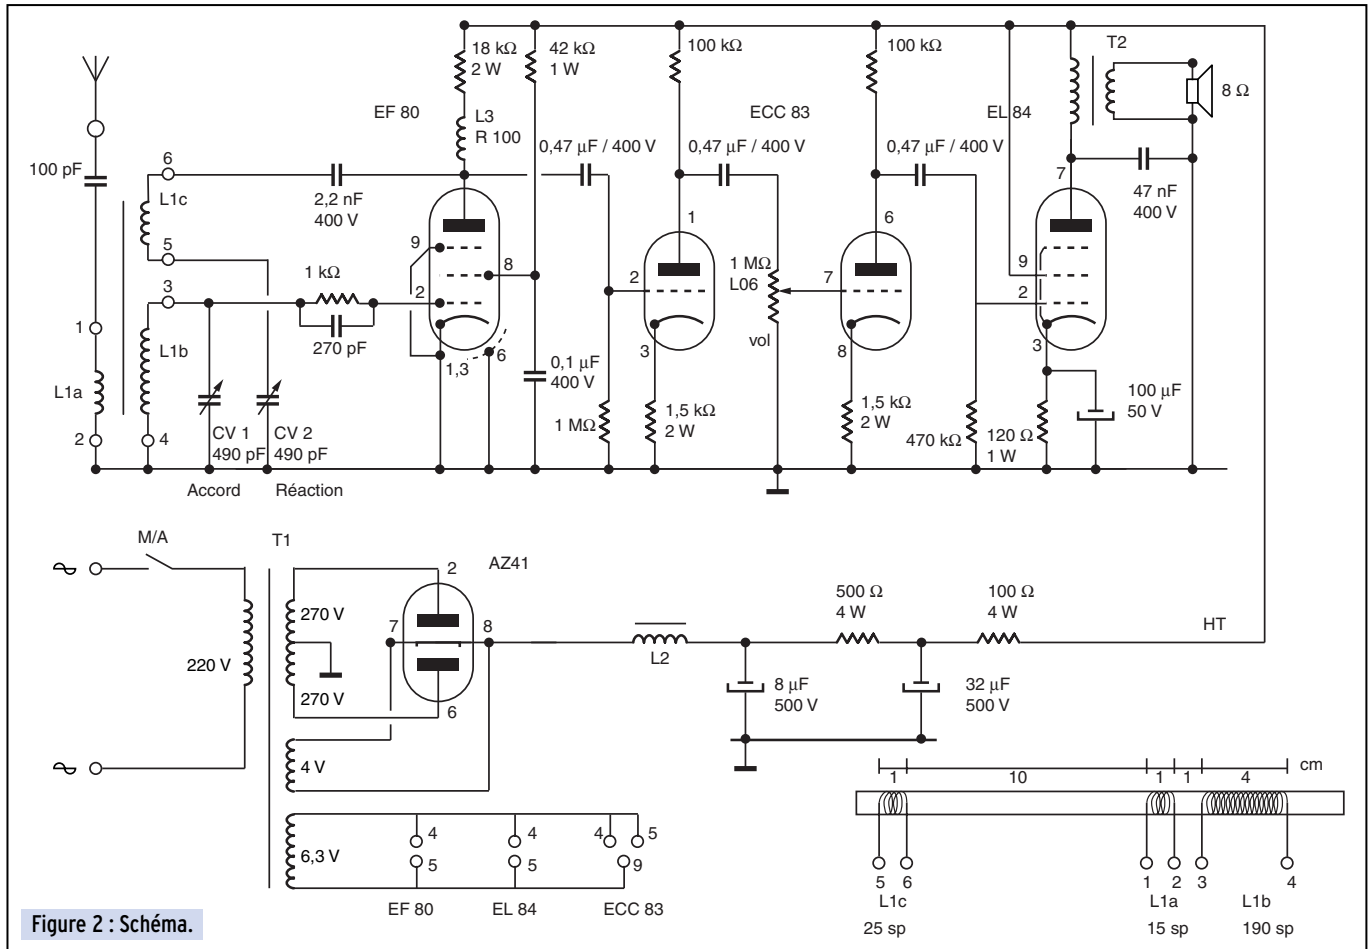 18 kΩ
2 W
42 kΩ
1 W
100 kΩ
100 kΩ
T2
EF 80
L3
R 100
ECC 83
EL 84
8 Ω
0,47 µF / 400 V
0,47 µF / 400 V
0,47 µF / 400 V
100 pF
6
L1c
2,2 nF
400 V
1
6
7
47 nF
400 V
5
9
1 kΩ
8
1 MΩ
L06
9
3
2
2
7
2
1
270 pF
vol
L1b
1,3
6
0,1 µF
400 V
3
8
3
L1a
CV 1
490 pF
CV 2
490 pF
1 MΩ
1,5 kΩ
2 W
1,5 kΩ
2 W
470 kΩ
120 Ω
1 W
100 µF
50 V
2
4
Accord
Réaction
M/A
T1
AZ41
2
270 V
7
8
220 V
270 V
6
4 V
6,3 V
L2
500 Ω
4 W
100 Ω
4 W
HT
8 µF
500 V
32 µF
500 V
4
5
4
5
4
5
9
EF 80
EL 84
ECC 83
1
10
1
1
4
cm
5
6
1
2
3
4
L1c
L1a
L1b
25 sp
15 sp
190 sp
Figure 2 : Schéma.